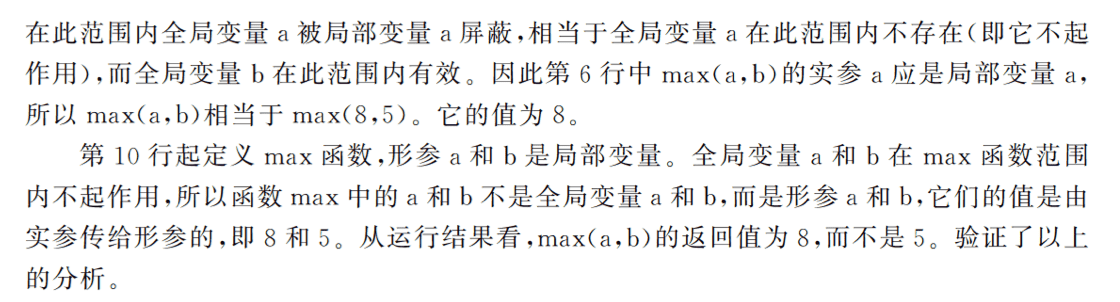 在此范围内全局变量 a 被局部变量 a 屏蔽,相当于全局变量 a 在此范围内不存在(即它不起
作用),而全局变量 b 在此范围内有效。因此第 6 行中 max(a,b)的实参 a 应是局部变量 a,
所以 max(a,b)相当于 max(8,5)。它的值为 8。
第 10 行起定义 max 函数,形参 a 和 b 是局部变量。全局变量 a 和 b 在 max 函数范围
内不起作用,所以函数 max 中的 a 和 b 不是全局变量 a 和 b,而是形参 a 和 b,它们的值是由
实参传给形参的,即 8 和 5。从运行结果看,max(a,b)的返回值为 8,而不是 5。验证了以上
的分析。